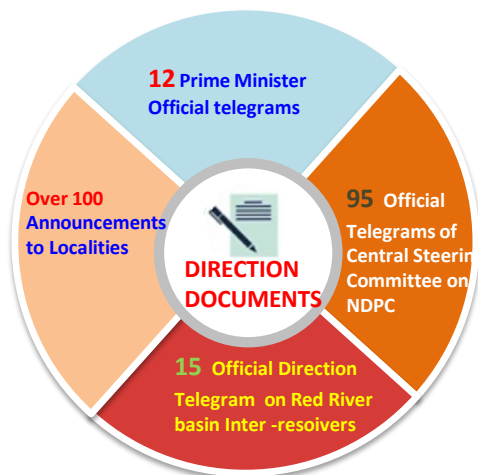 12 Prime Minister
Official telegrams
95 Official
Telegrams of
Central Steerin
Committee on
NDPC
15 Official Direction
Telegram on Red River
basin Inter -resoivers
Over 100
Announcements
to Localities
DIRECTION
DOCUMENTS